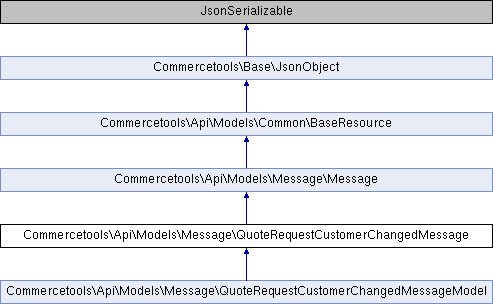 JsonSerializable
Commercetools\Base\JsonObject
Commercetools\Api\Models\Common\BaseResource
Commercetools\Api\Models\Message\Message
Commercetools\Api\Models\Message\QuoteRequestCustomerChangedMessage
Commercetools\Api\Models\Message\QuoteRequestCustomerChangedMessageModel